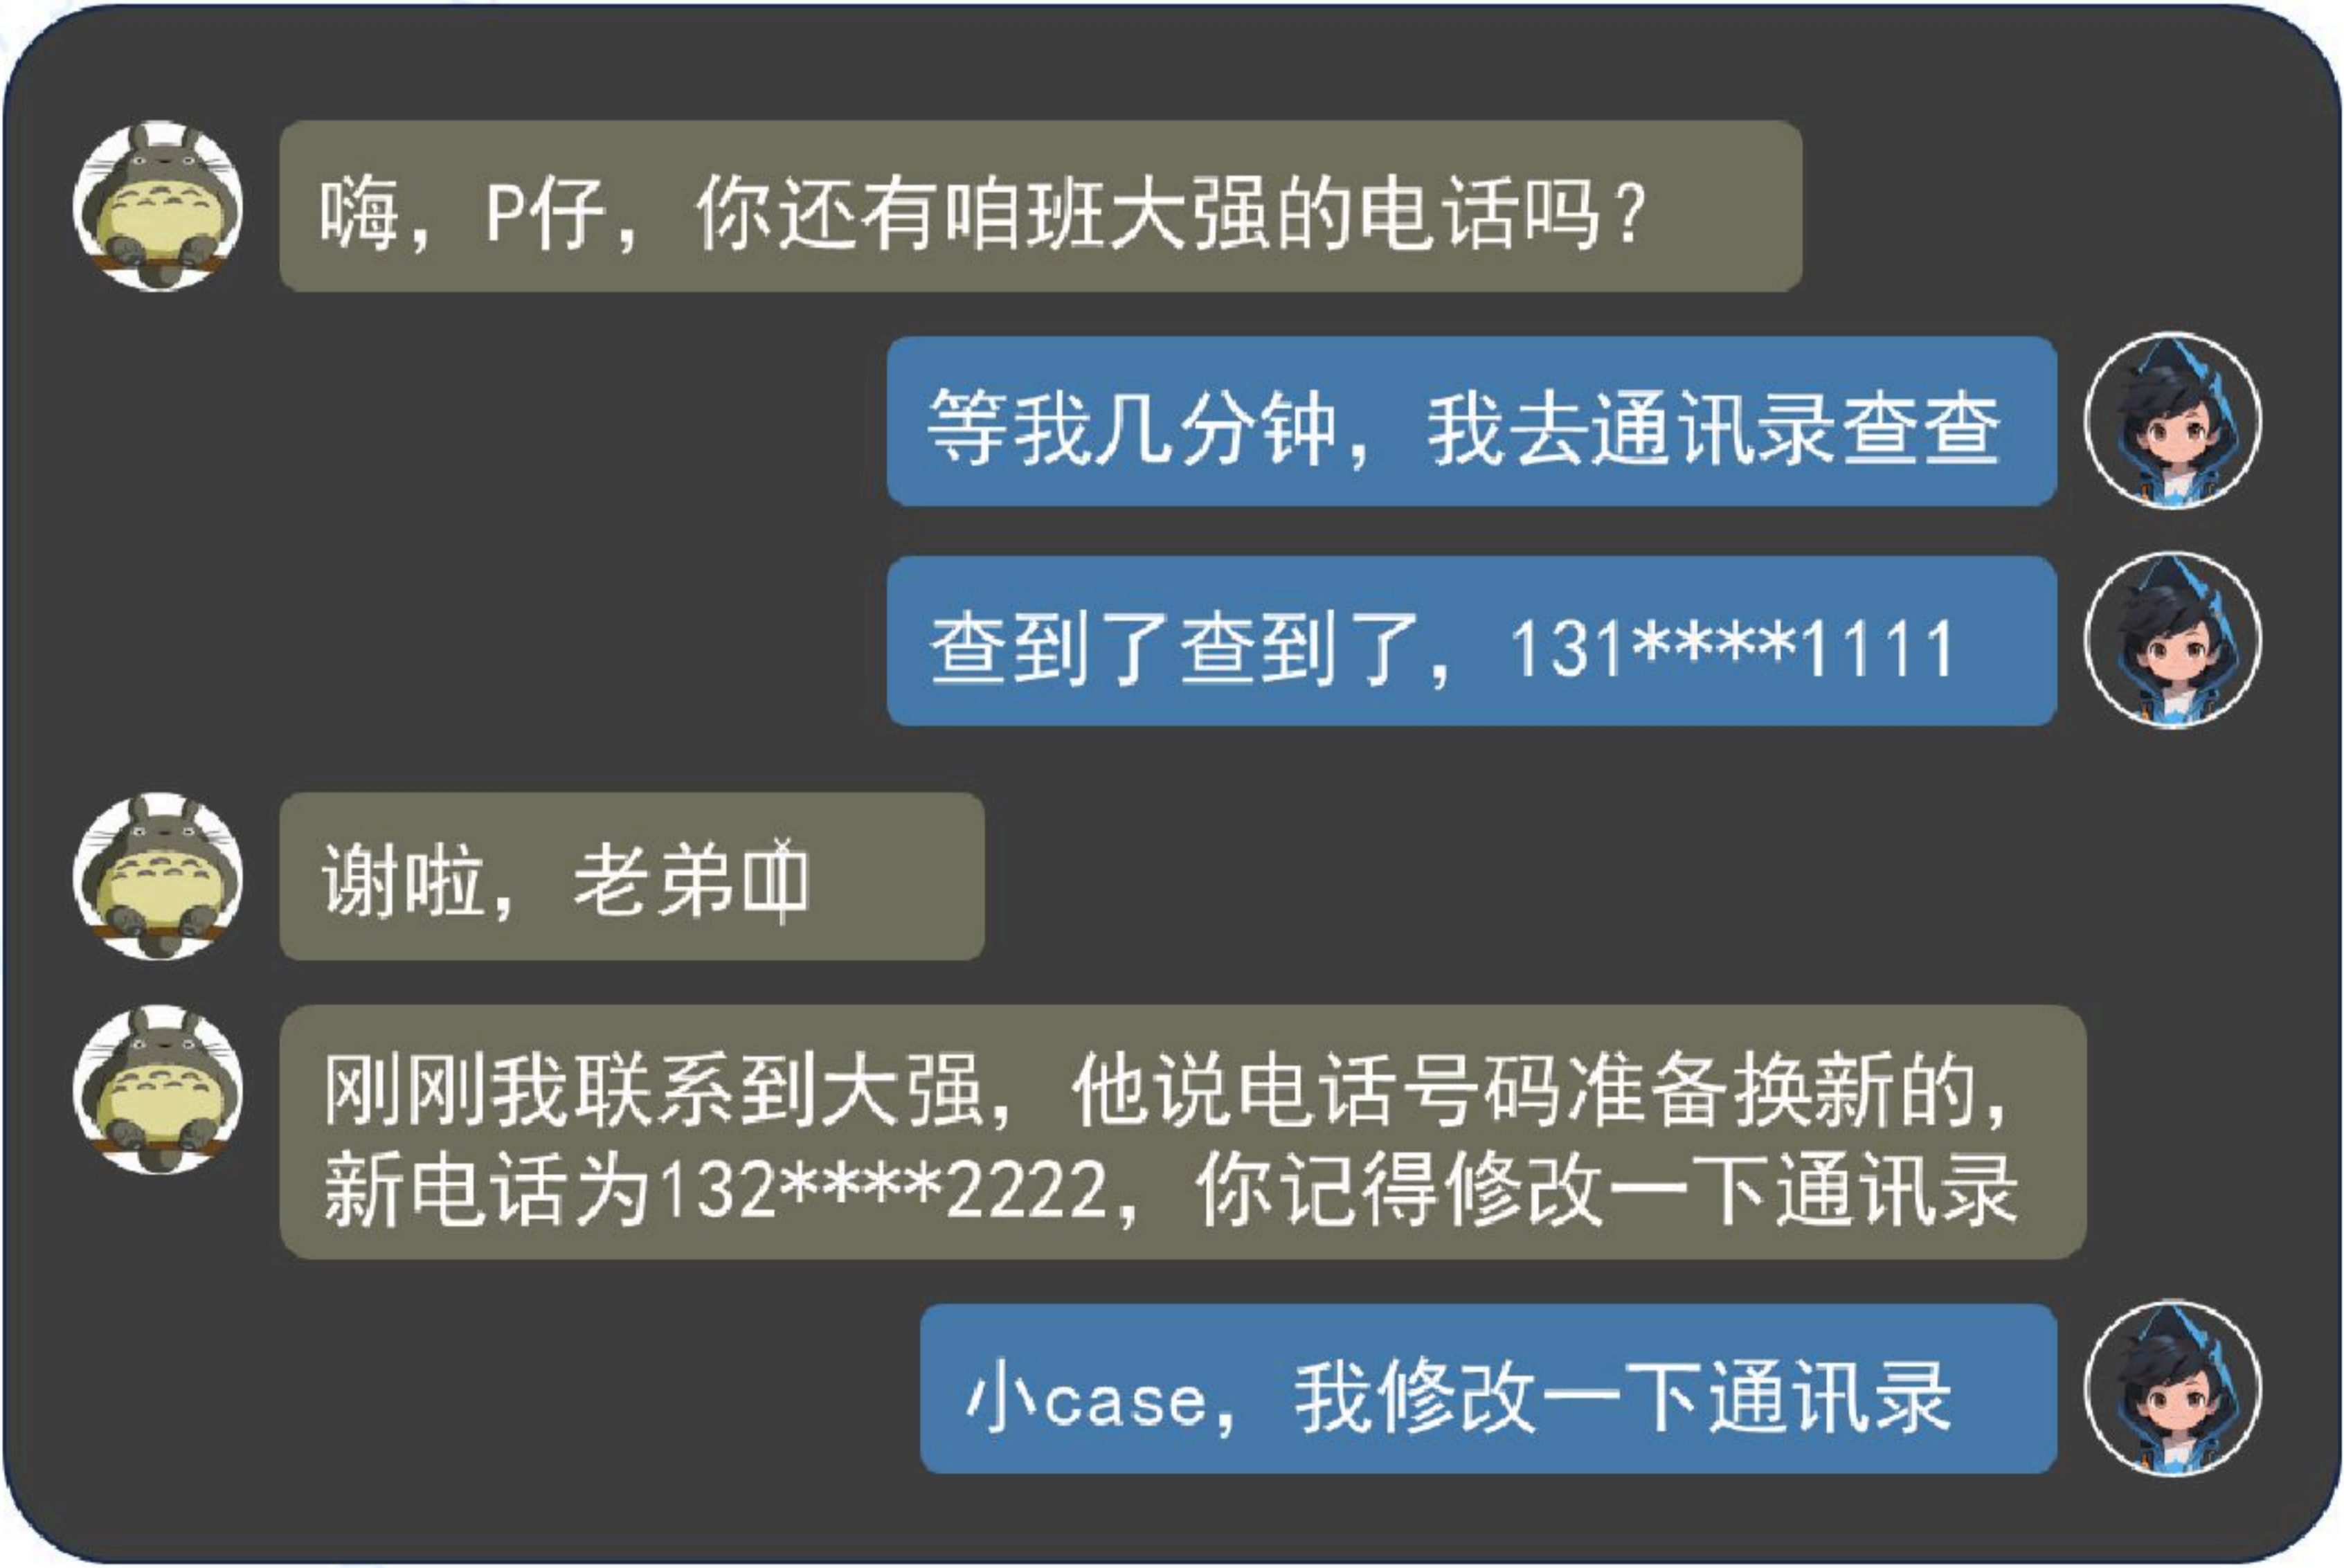 嗨，P仔，你还有咱班大强的电话吗？
等我几分钟，我去通讯录查查
查到了查到了，131****1111
谢啦，老弟
刚刚我联系到大强，他说电话号码准备换新的，
新电话为132****2222，你记得修改一下通讯录
小case，我修改一下通讯录